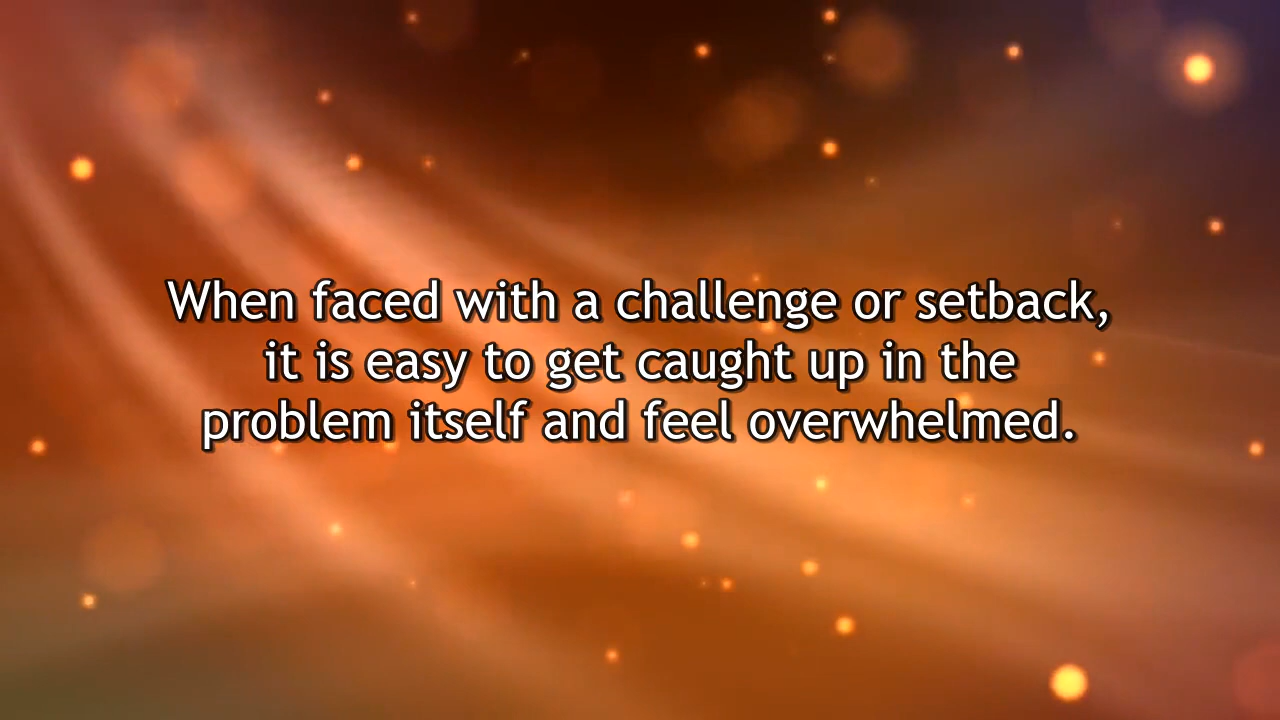 When faced with a challenge or setback,
it is easy to get caught up in the
problem itself and feel overwhelmed.